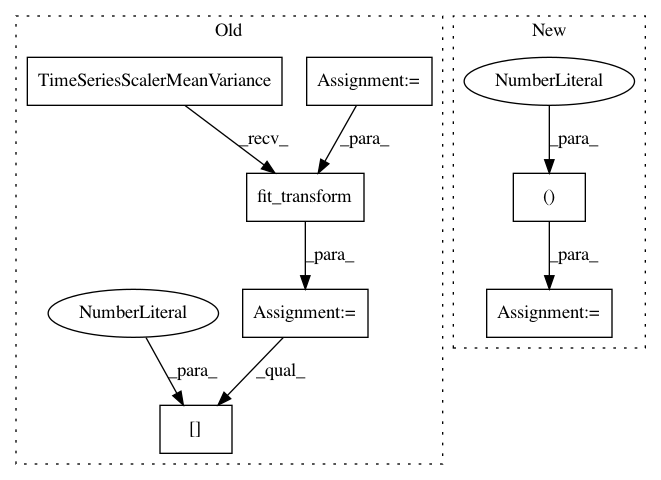 Old
New
TimeSeriesScalerMeanVariance
Assignment:=
NumberLiteral
_recv_
_para_
_para_
fit_transform
()
_para_
_para_
NumberLiteral
Assignment:=
Assignment:=
_para_
_qual_
[]